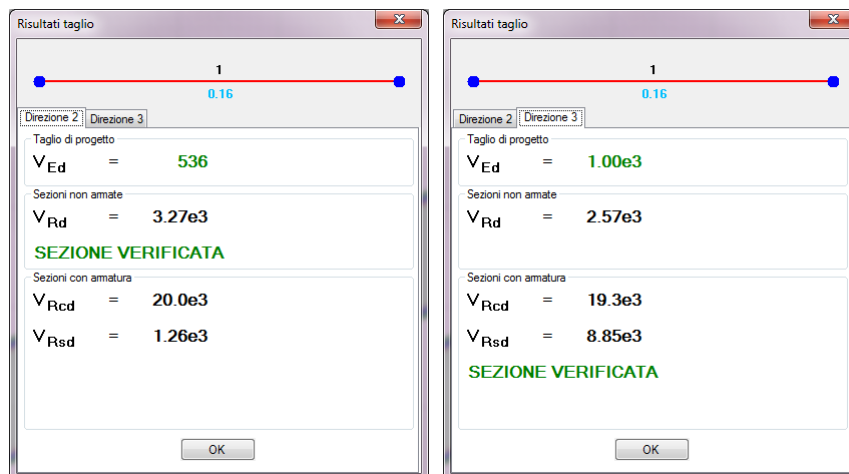 Risultati taglio
1
0.16
Direzione 2 Direzione 3
Taglio di progetto
VEd = 536
Sezioni non armate
VRd = 3.27e3
SEZIONE VERIFICATA
Sezioni con armatura
VRcd = 20.0e3
VRsd = 1.26e3
OK
Risultati taglio
1
0.16
Direzione 2 Direzione 3
Taglio di progetto
VEd = 1.00e3
Sezioni non armate
VRd = 2.57e3
Sezioni con armatura
VRcd = 19.3e3
VRsd = 8.85e3
SEZIONE VERIFICATA
OK